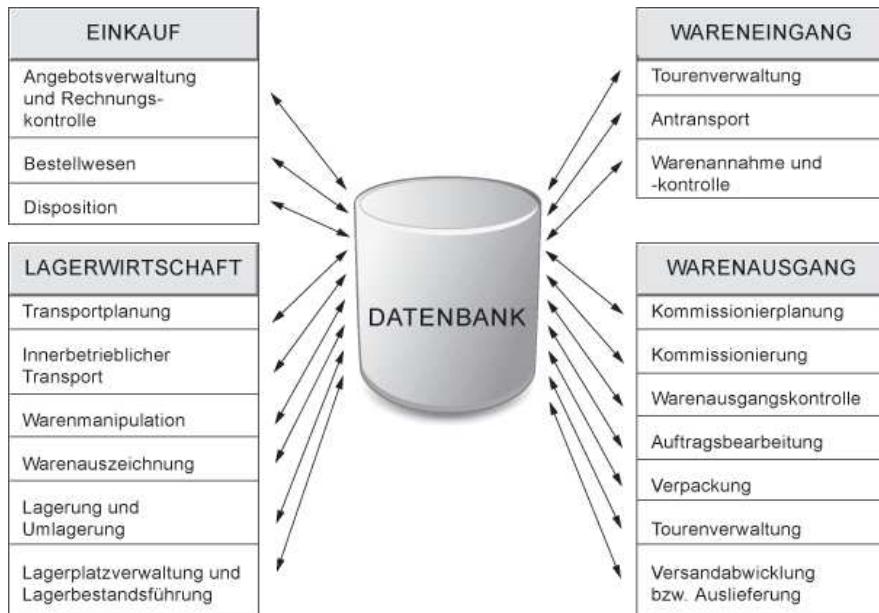 EINKAUF
Angebotsverwaltung
und Rechnungs-
kontrolle
Bestellwesen
Disposition
LAGERWIRTSCHAFT
Transportplanung
Innerbetrieblicher
Transport
Warenmanipulation
Warenauszeichnung
Lagerung und
Umlagerung
Lagerplatzverwaltung und
Lagerbestandsführung
DATENBANK
WARENEINGANG
Tourenverwaltung
Antransport
Warenannahme und
-kontrolle
WARENAUSGANG
Kommissionierplanung
Kommissionierung
Warenausgangskontrolle
Auftragsbearbeitung
Verpackung
Tourenverwaltung
Versandabwicklung
bzw. Auslieferung